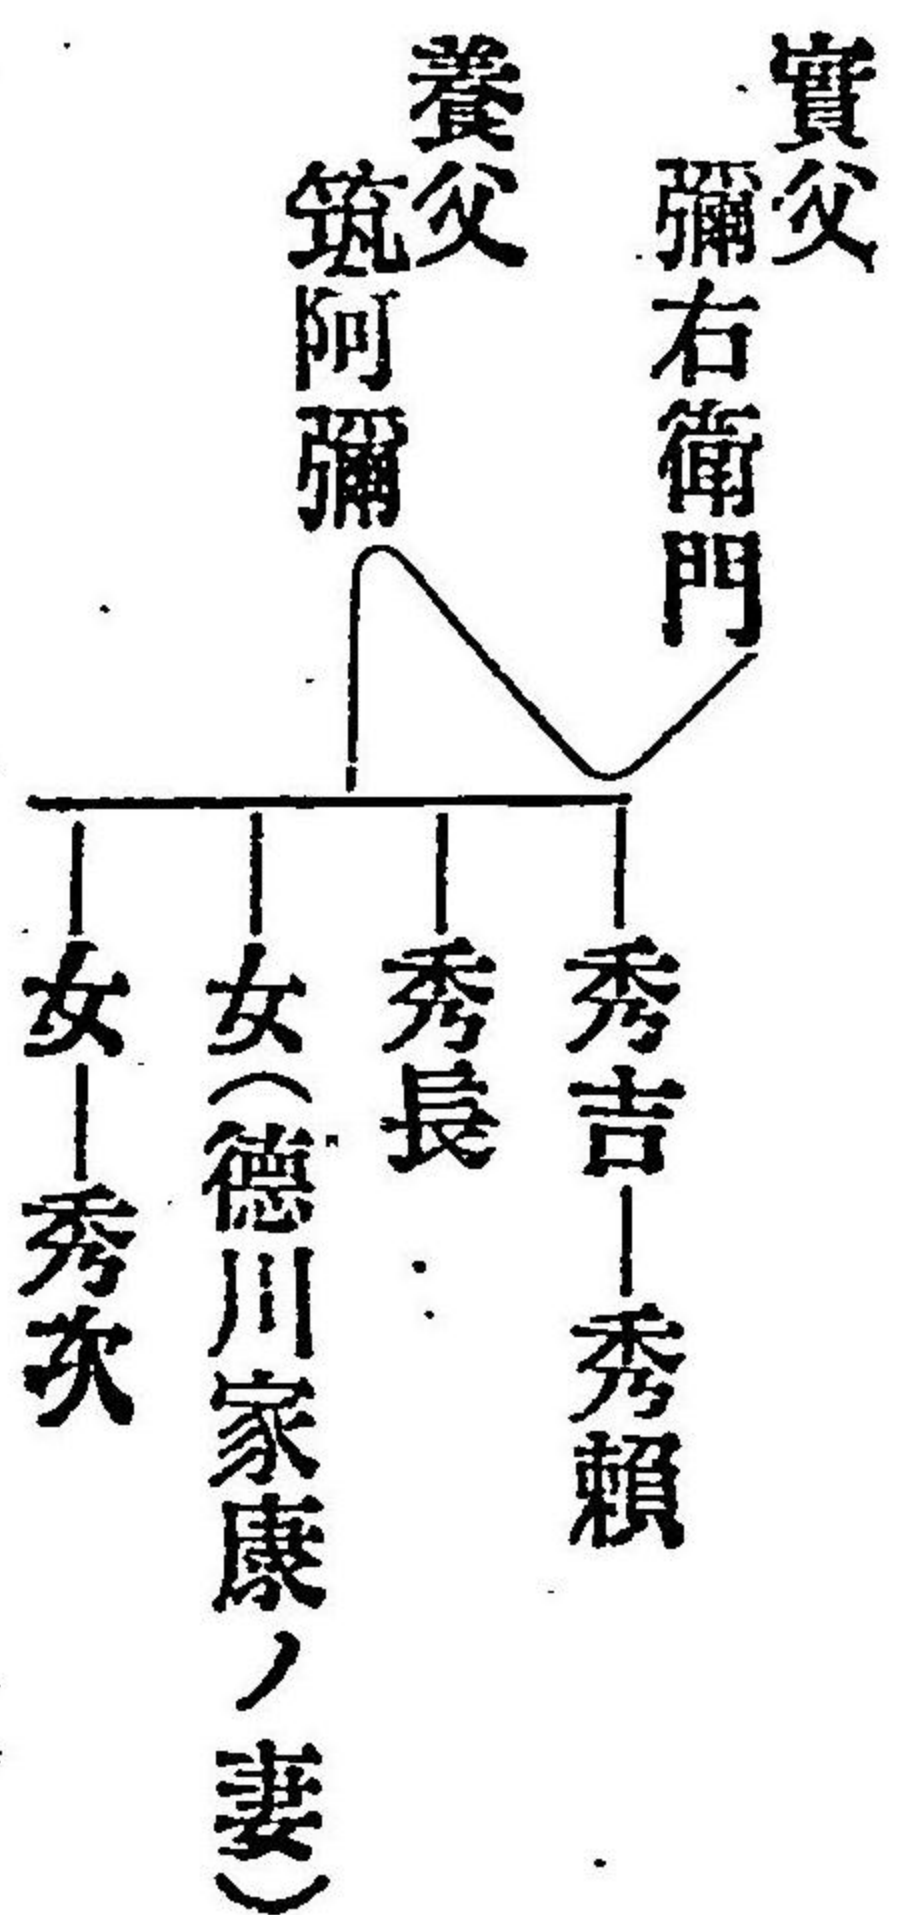 實父
彌右衛門
養父
筑阿彌
秀吉―秀賴
秀長
女(德川家康ノ妻)
女―秀次